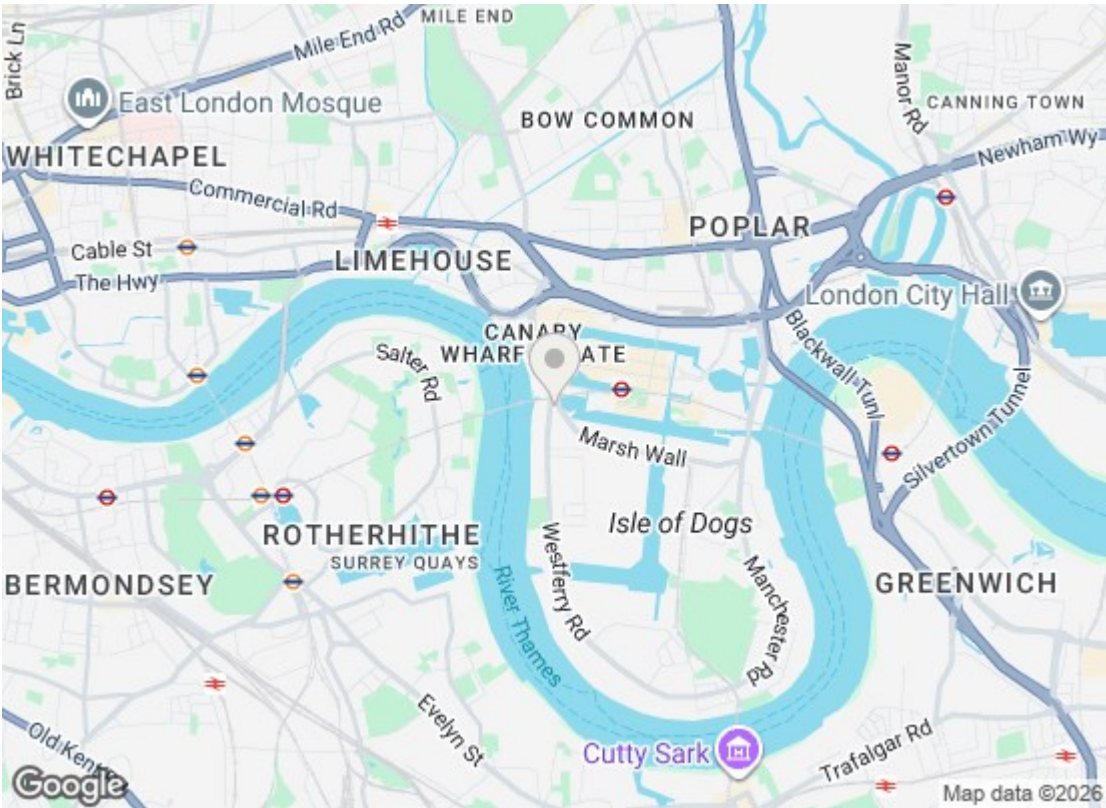 MILE END
Mile End Rd
Brick Ln
Manor Rd
East London Mosque
CANNING TOWN
BOW COMMON
Newham Wy
WHITECHAPEL
Commercial Rd
POPLAR
Cable St
LIMEHOUSE
The Hwy
London City Hall
CANARY
WHARF
Salter Rd
Blackwall Tunl
Silvertown Tunnel
Marsh Wall
ROTHERHITHE
SURREY QUAYS
Isle of Dogs
Westferry Rd
River Thames
Manchester Rd
BERMONDSEY
GREENWICH
Evelyn St
Old Ken
Cutty Sark
Trafalgar Rd
Google
Map data ©2026